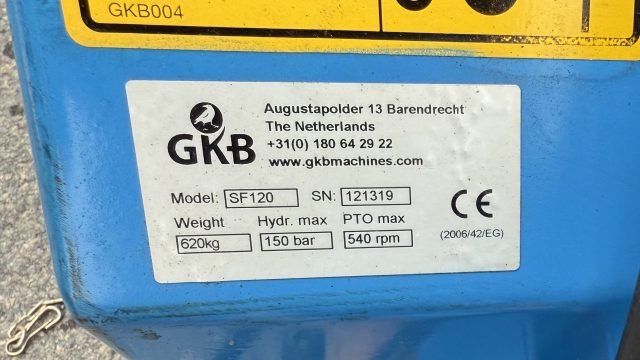 GKB004
GKB
Augustapolder 13 Barendrecht
The Netherlands
+31(0) 180 64 29 22
www.gkbmachines.com
Model: SF120 SN: 121319
Weight Hydr. max PTO max
620kg 150 bar 540 rpm
CE
(2006/42/EG)